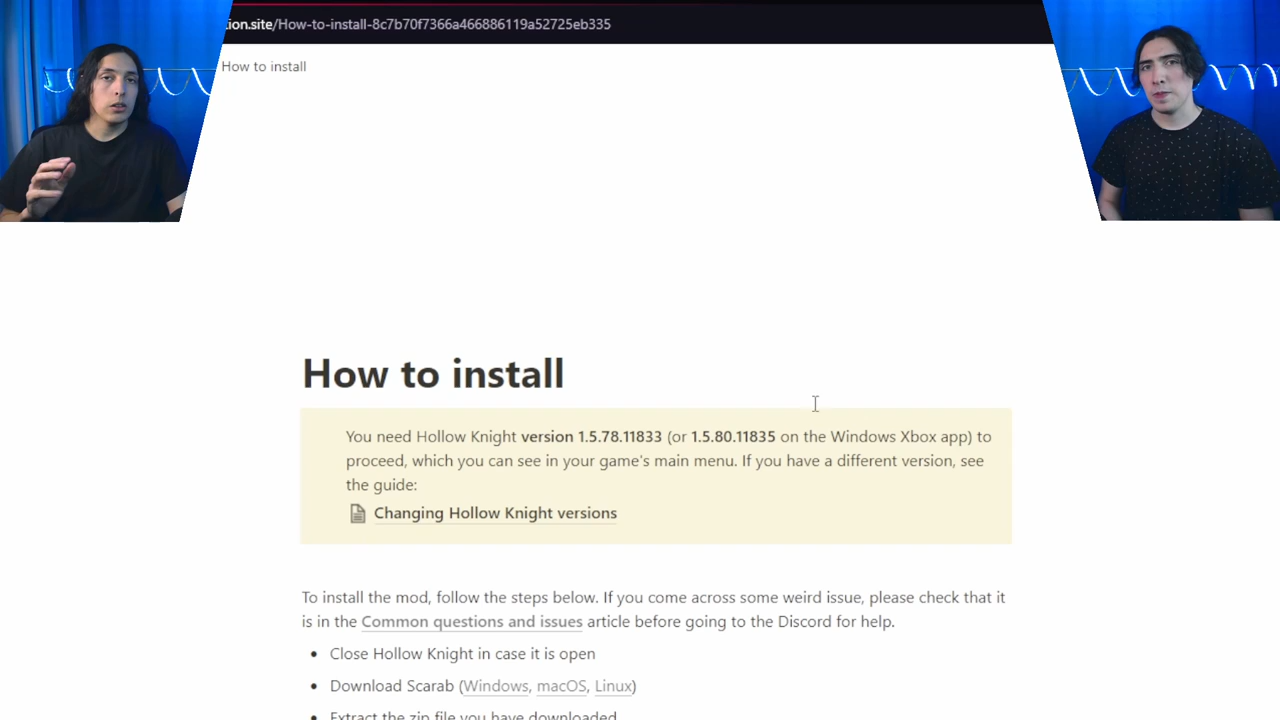 ion.site/How-to-install-8c7b70f7366a466886119a52725eb335
How to install
How to install
You need Hollow Knight version 1.5.78.11833 (or 1.5.80.11835 on the Windows Xbox app) to
proceed, which you can see in your game's main menu. If you have a different version, see
the guide:
Changing Hollow Knight versions
To install the mod, follow the steps below. If you come across some weird issue, please check that it
is in the Common questions and issues article before going to the Discord for help.
• Close Hollow Knight in case it is open
• Download Scarab (Windows, macOS, Linux)
• Extract the zip file you have downloaded